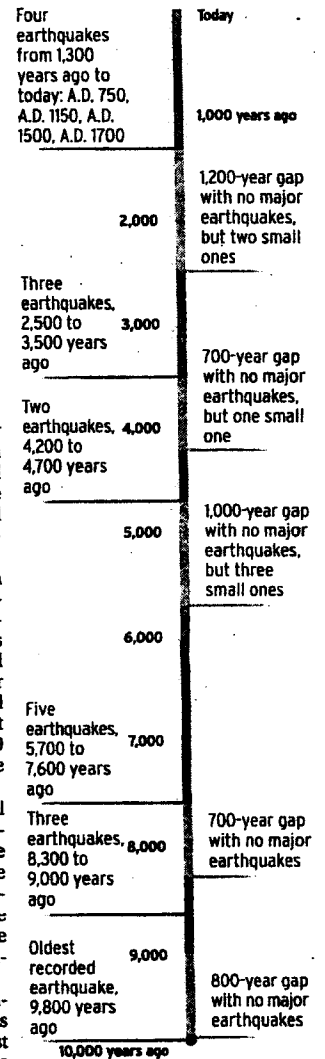 Four
earthquakes
from 1,300
years ago to
today: A.D. 750,
A.D. 1150, A.D.
1500, A.D. 1700
Today
1,000 years ago
1,200-year gap
with no major
earthquakes,
but two small
ones
2,000
Three
earthquakes,
2,500 to
3,500 years
ago
3,000
700-year gap
with no major
earthquakes,
but one small
one
Two
earthquakes,
4,200 to
4,700 years
ago
4,000
1,000-year gap
with no major
earthquakes,
but three
small ones
5,000
6,000
Five
earthquakes,
5,700 to
7,600 years
ago
7,000
700-year gap
with no major
earthquakes
Three
earthquakes,
8,300 to
9,000 years
ago
8,000
Oldest
recorded
earthquake,
9,800 years
ago
9,000
800-year gap
with no major
earthquakes
10,000 years ago